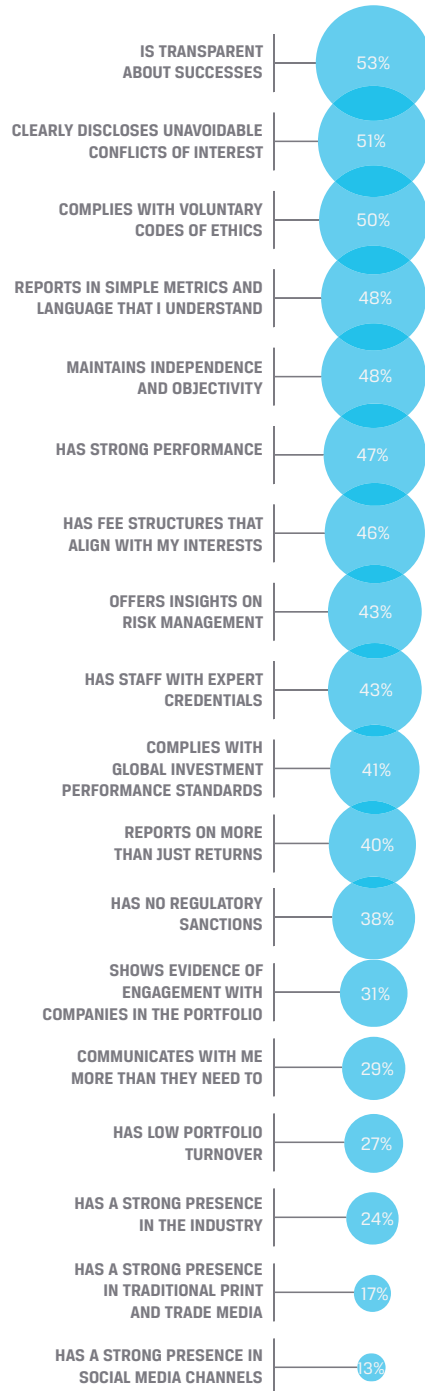 IS TRANSPARENT
ABOUT SUCCESSES
53%
CLEARLY DISCLOSES UNAVOIDABLE
CONFLICTS OF INTEREST
51%
COMPLIES WITH VOLUNTARY
CODES OF ETHICS
50%
REPORTS IN SIMPLE METRICS AND
LANGUAGE THAT I UNDERSTAND
48%
MAINTAINS INDEPENDENCE
AND OBJECTIVITY
48%
HAS STRONG PERFORMANCE
47%
HAS FEE STRUCTURES THAT
ALIGN WITH MY INTERESTS
46%
OFFERS INSIGHTS ON
RISK MANAGEMENT
43%
HAS STAFF WITH EXPERT
CREDENTIALS
43%
COMPLIES WITH
GLOBAL INVESTMENT
PERFORMANCE STANDARDS
41%
REPORTS ON MORE
THAN JUST RETURNS
40%
HAS NO REGULATORY
SANCTIONS
38%
SHOWS EVIDENCE OF
ENGAGEMENT WITH
COMPANIES IN THE PORTFOLIO
31%
COMMUNICATES WITH ME
MORE THAN THEY NEED TO
29%
HAS LOW PORTFOLIO
TURNOVER
27%
HAS A STRONG PRESENCE
IN THE INDUSTRY
24%
HAS A STRONG PRESENCE
IN TRADITIONAL PRINT
AND TRADE MEDIA
17%
HAS A STRONG PRESENCE IN
SOCIAL MEDIA CHANNELS
13%